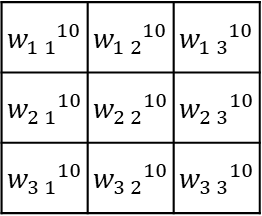 w₁ ₁¹⁰ w₁ ₂¹⁰ w₁ ₃¹⁰
w₂ ₁¹⁰ w₂ ₂¹⁰ w₂ ₃¹⁰
w₃ ₁¹⁰ w₃ ₂¹⁰ w₃ ₃¹⁰